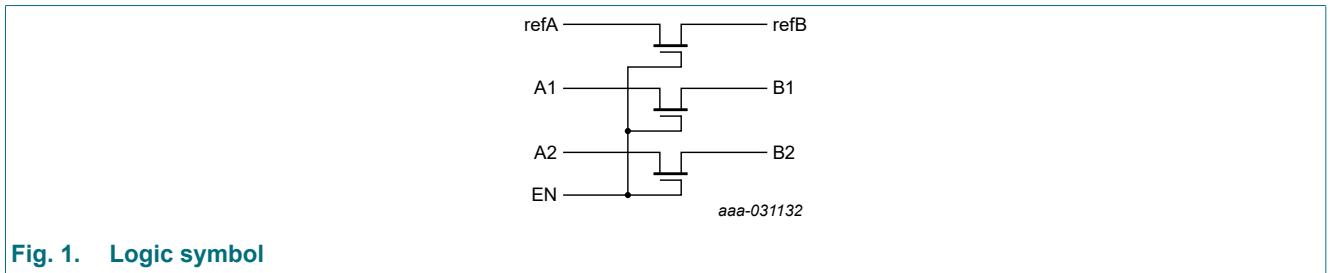 refA refB
A1 B1
A2 B2
EN
aaa-031132
Fig. 1. Logic symbol